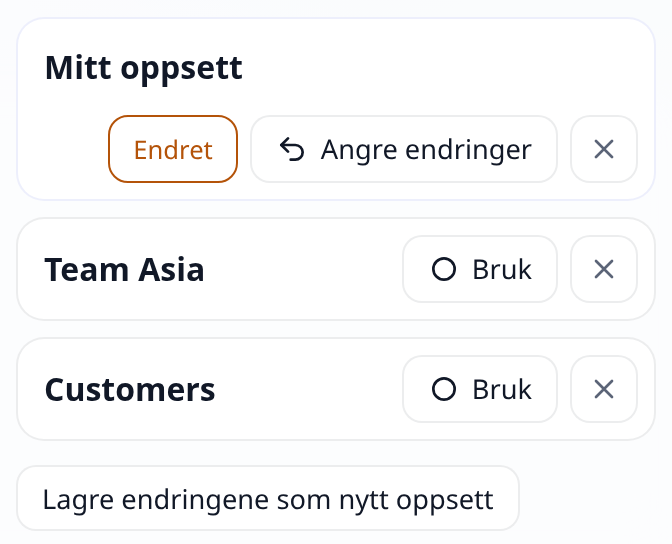 Mitt oppsett
Endret Angre endringer
Team Asia Bruk
Customers Bruk
Lagre endringene som nytt oppsett